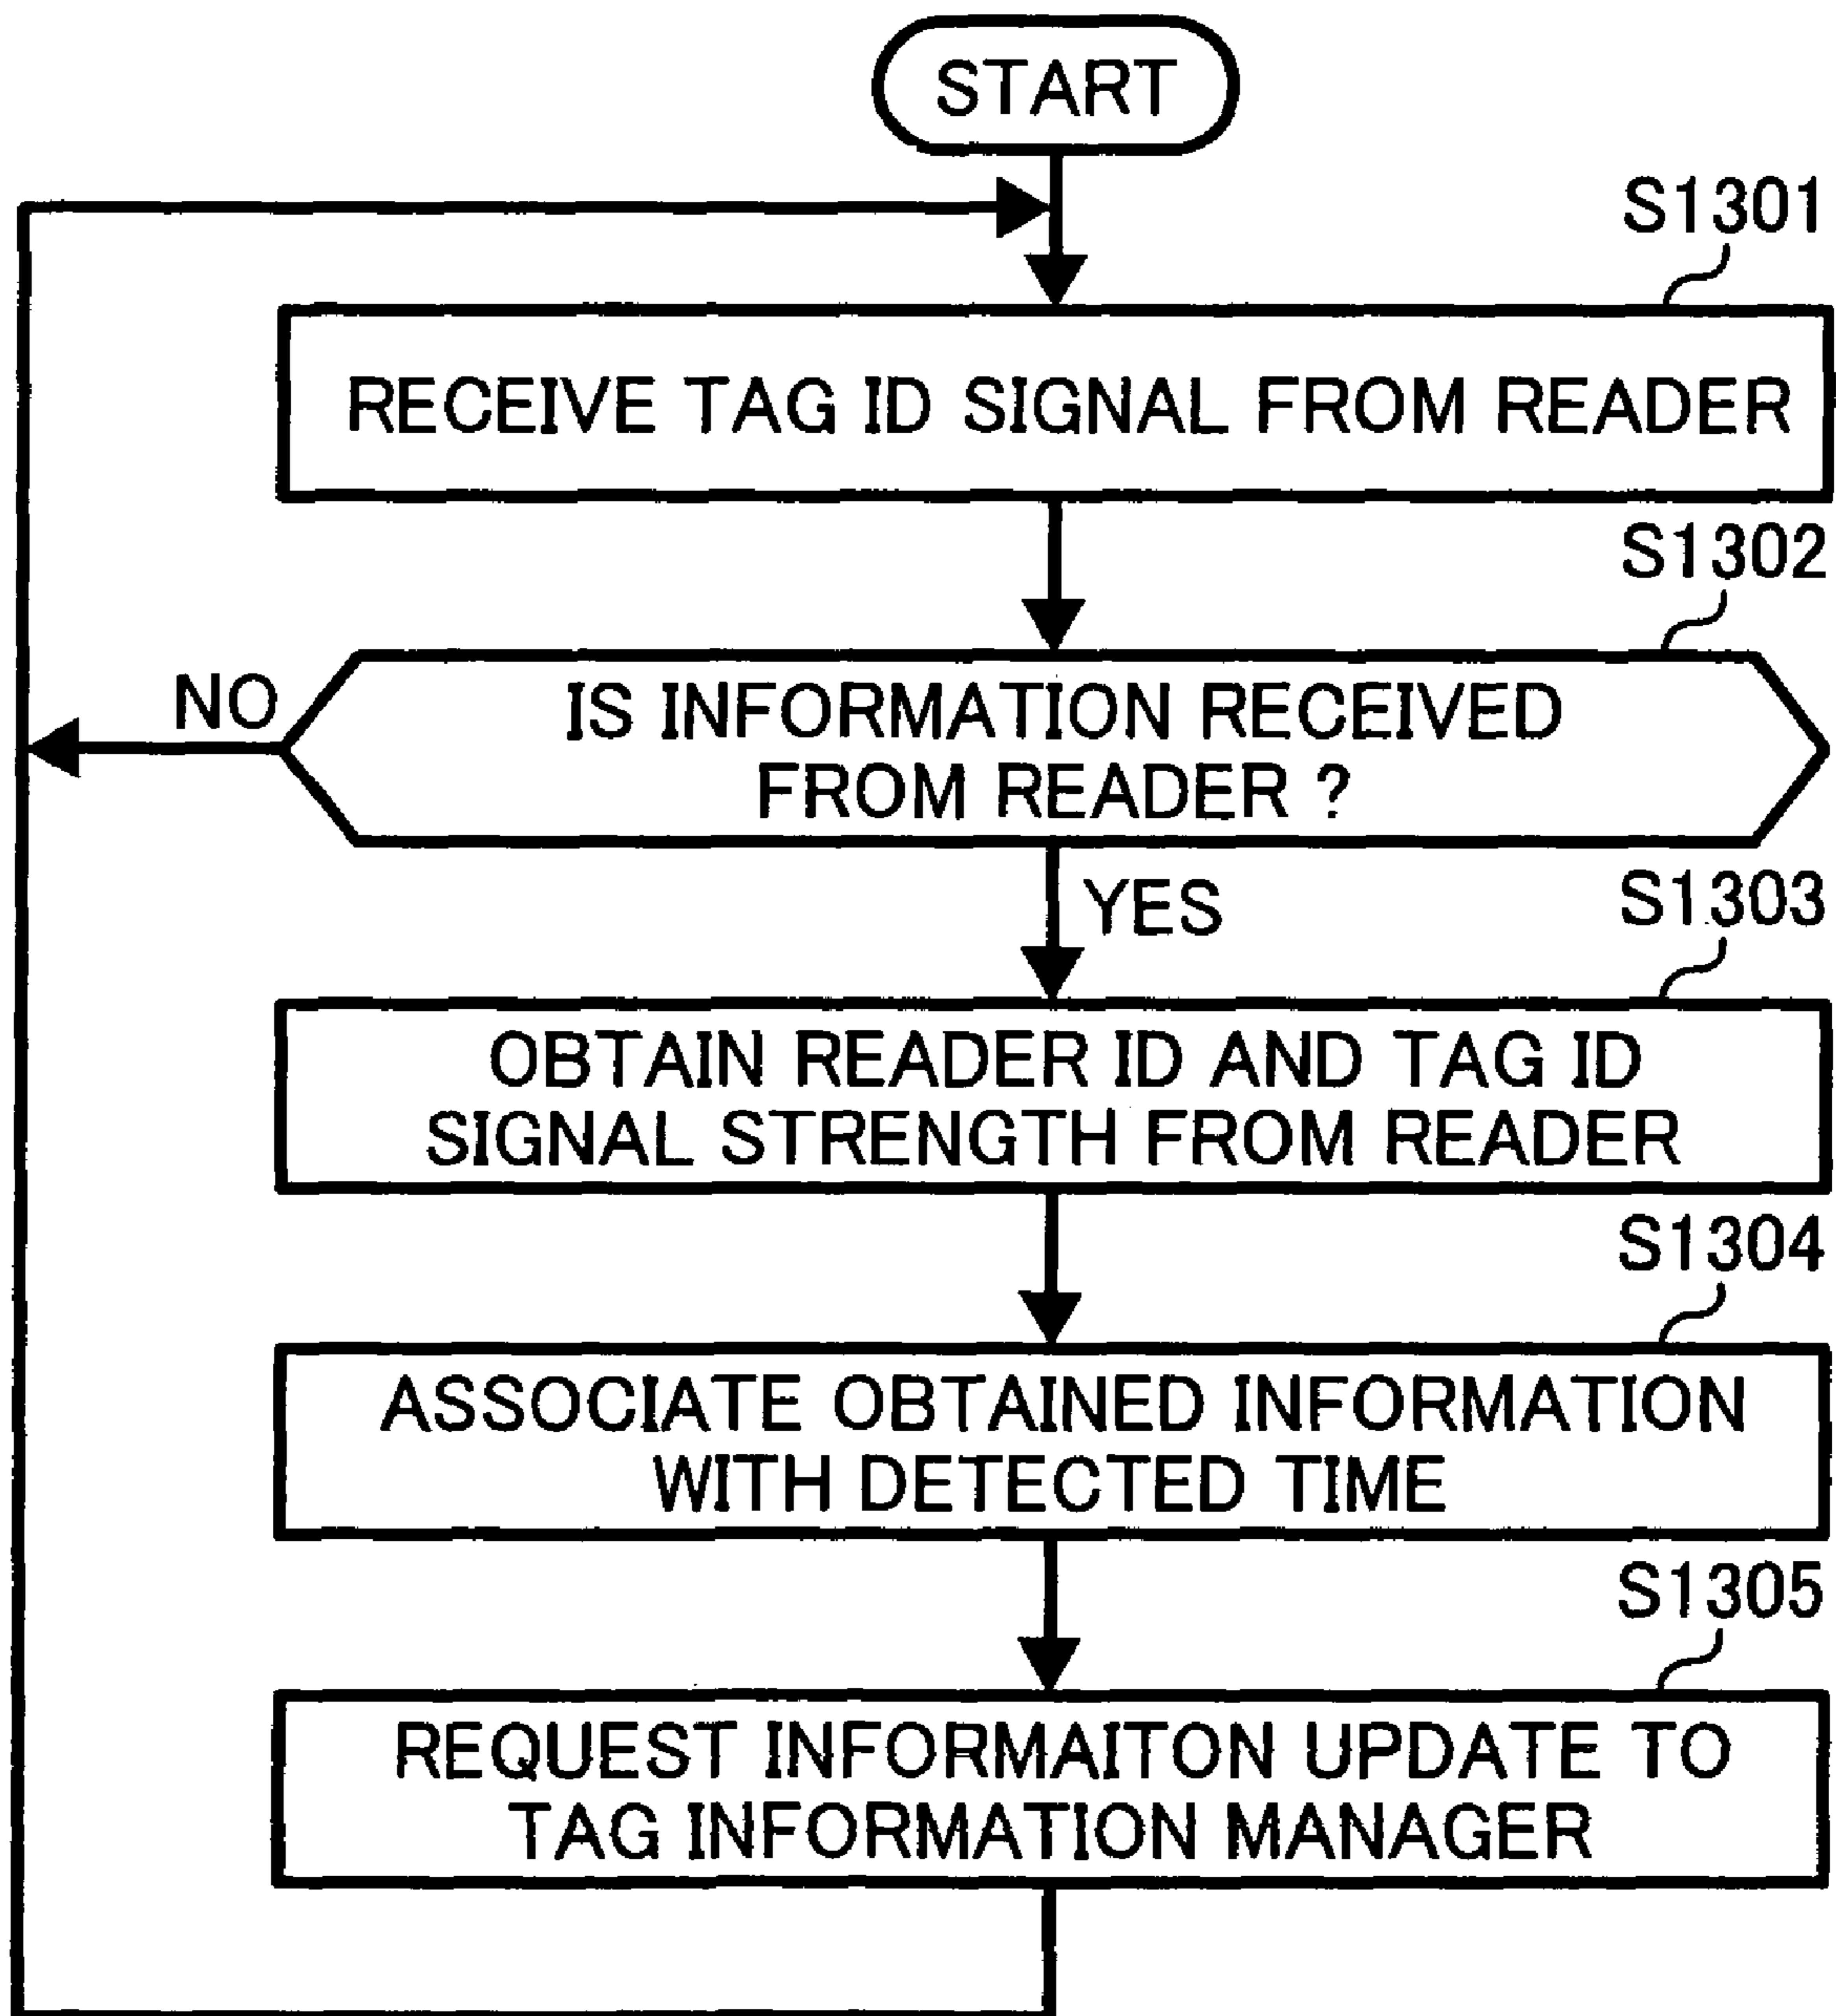 START
S1301
RECEIVE TAG ID SIGNAL FROM READER
S1302
NO
IS INFORMATION RECEIVED
FROM READER ?
YES
S1303
OBTAIN READER ID AND TAG ID
SIGNAL STRENGTH FROM READER
S1304
ASSOCIATE OBTAINED INFORMATION
WITH DETECTED TIME
S1305
REQUEST INFORMAITON UPDATE TO
TAG INFORMATION MANAGER